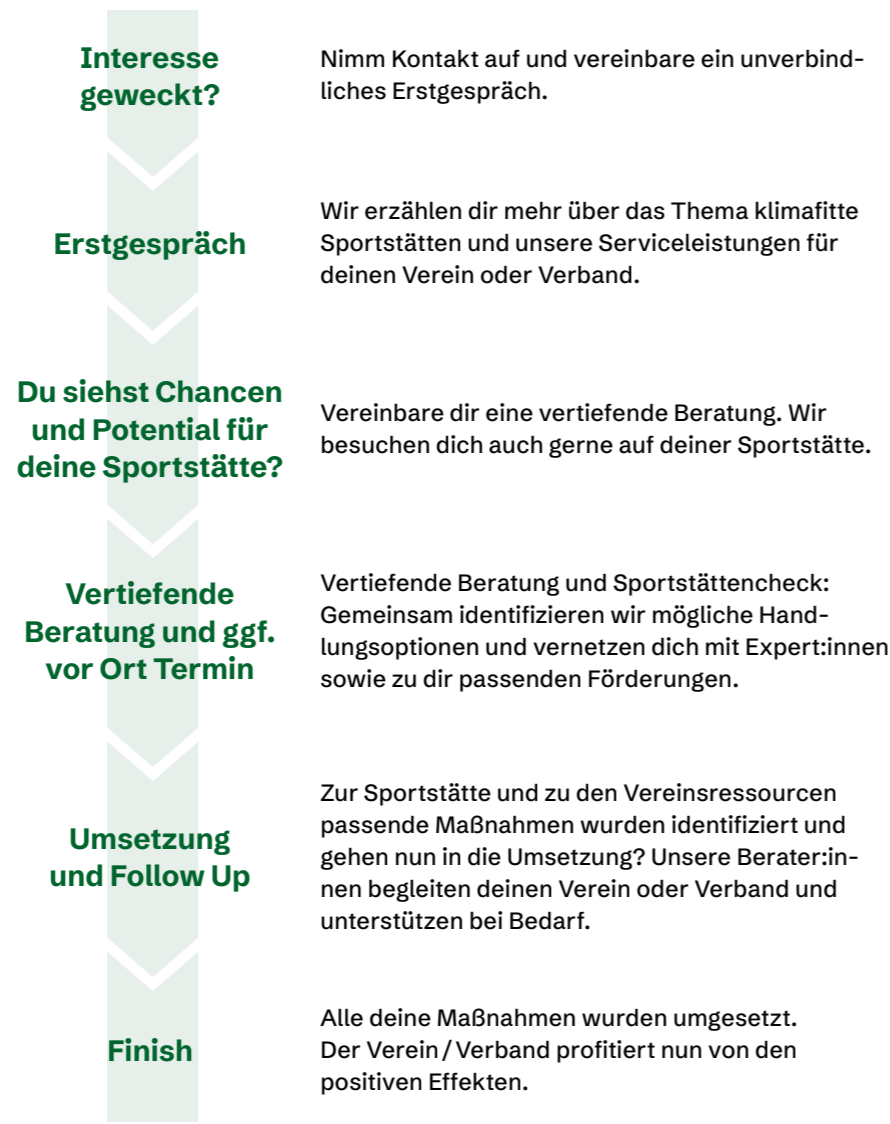 Interesse
geweckt?
Nimm Kontakt auf und vereinbare ein unverbind-
liches Erstgespräch.
Erstgespräch
Wir erzählen dir mehr über das Thema klimafitte
Sportstätten und unsere Serviceleistungen für
deinen Verein oder Verband.
Du siehst Chancen
und Potential für
deine Sportstätte?
Vereinbare dir eine vertiefende Beratung. Wir
besuchen dich auch gerne auf deiner Sportstätte.
Vertiefende
Beratung und ggf.
vor Ort Termin
Vertiefende Beratung und Sportstättencheck:
Gemeinsam identifizieren wir mögliche Hand-
lungsoptionen und vernetzen dich mit Expert:innen
sowie zu dir passenden Förderungen.
Umsetzung
und Follow Up
Zur Sportstätte und zu den Vereinsressourcen
passende Maßnahmen wurden identifiziert und
gehen nun in die Umsetzung? Unsere Berater:in-
nen begleiten deinen Verein oder Verband und
unterstützen bei Bedarf.
Finish
Alle deine Maßnahmen wurden umgesetzt.
Der Verein / Verband profitiert nun von den
positiven Effekten.